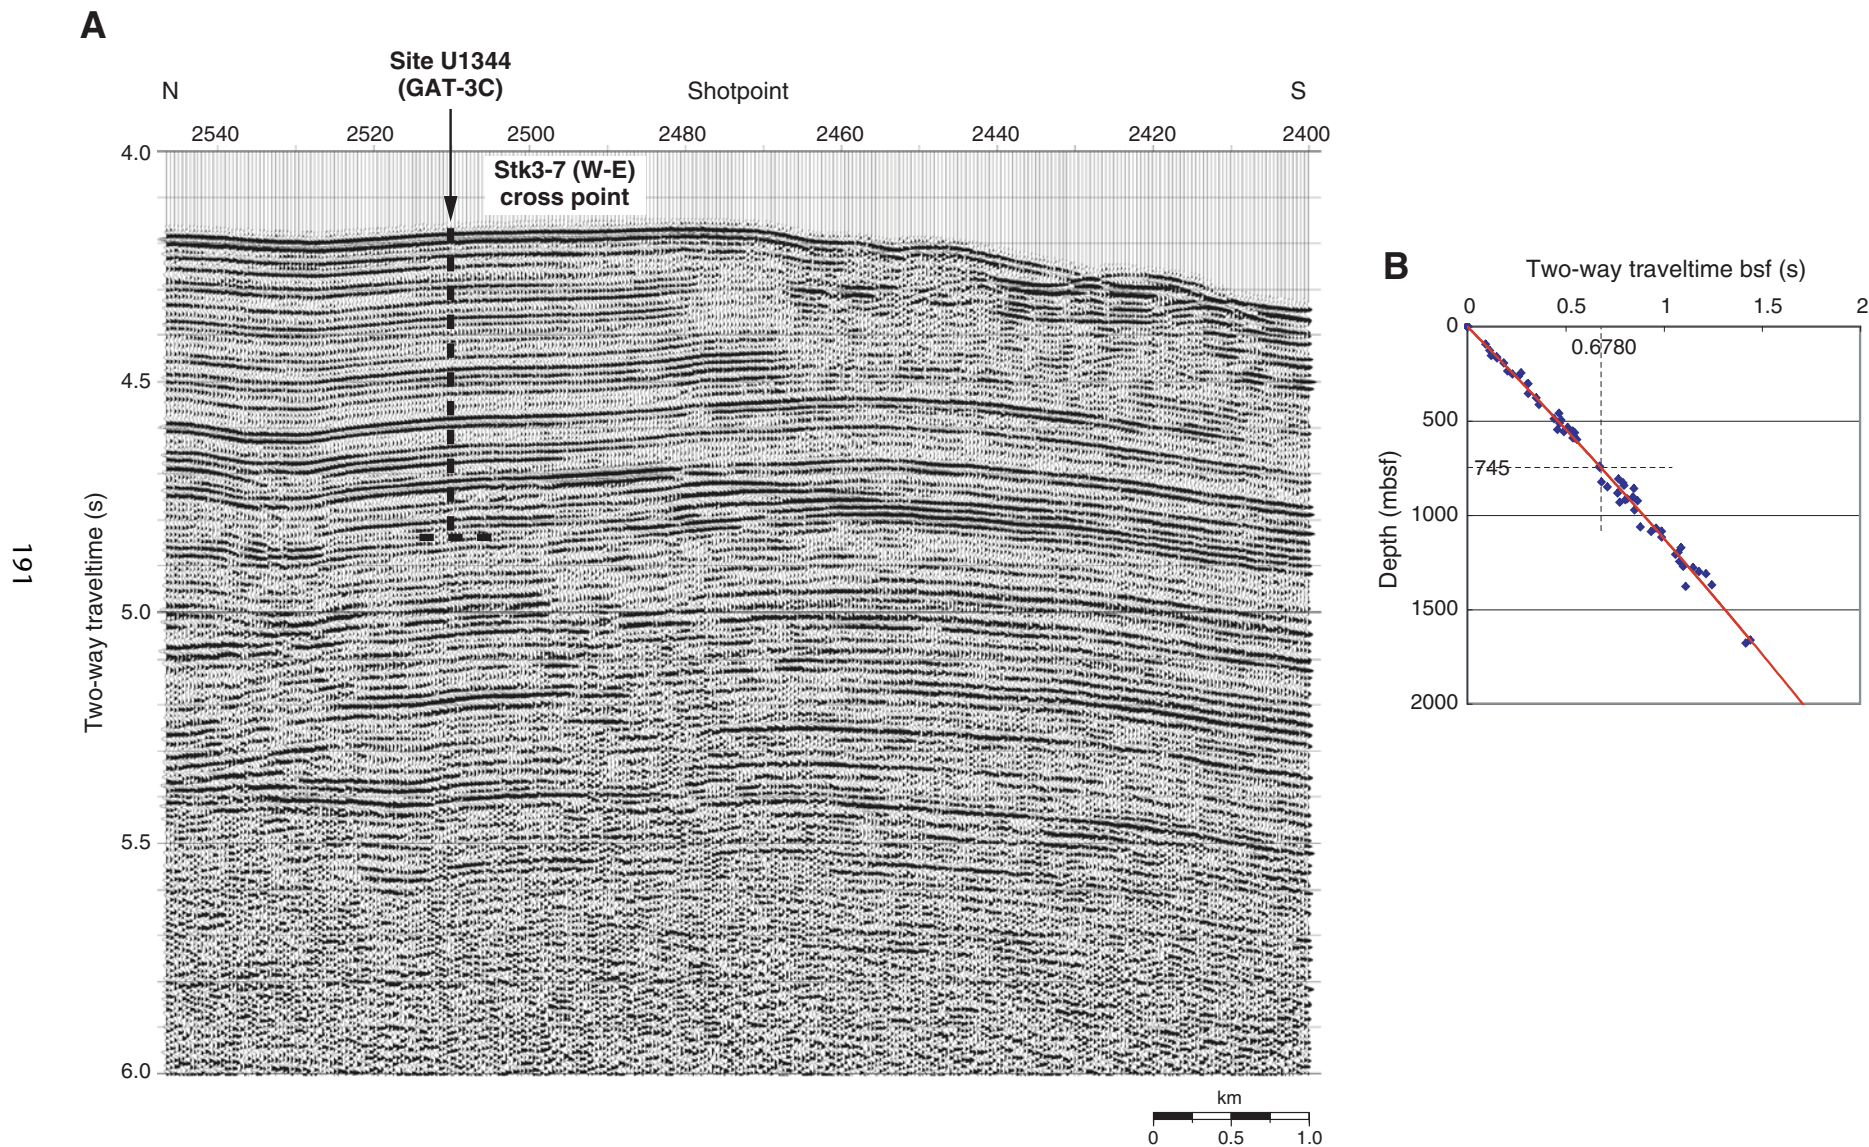 A
Site U1344
(GAT-3C)
N
Shotpoint
S
2540
2520
2500
2480
2460
2440
2420
2400
Stk3-7 (W-E)
cross point
4.0
4.5
5.0
5.5
6.0
Two-way traveltime (s)
191
km
0
0.5
1.0
B
Two-way traveltime bsf (s)
0
0.5
1
1.5
2
0
500
1000
1500
2000
0.6780
745
Depth (mbsf)